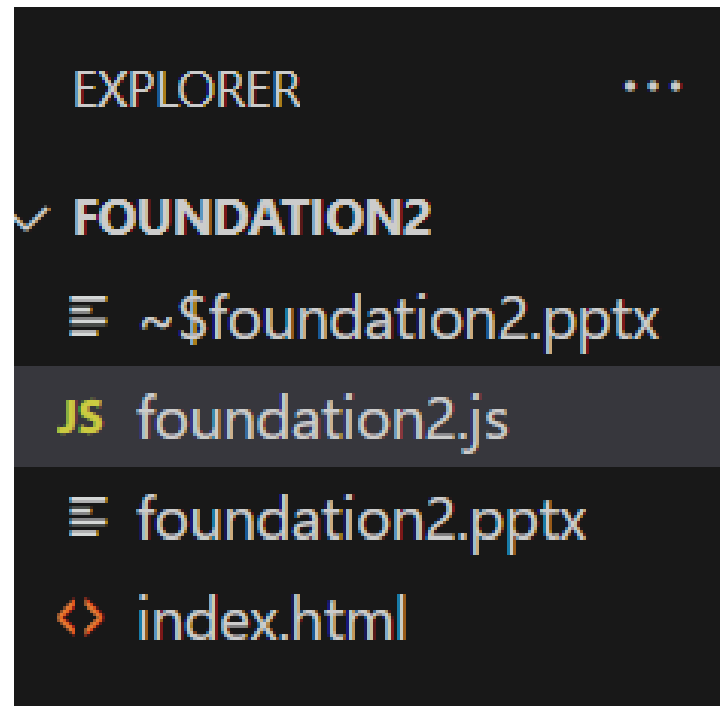 EXPLORER ...
FOUNDATION2
~$foundation2.pptx
JS foundation2.js
foundation2.pptx
<> index.html